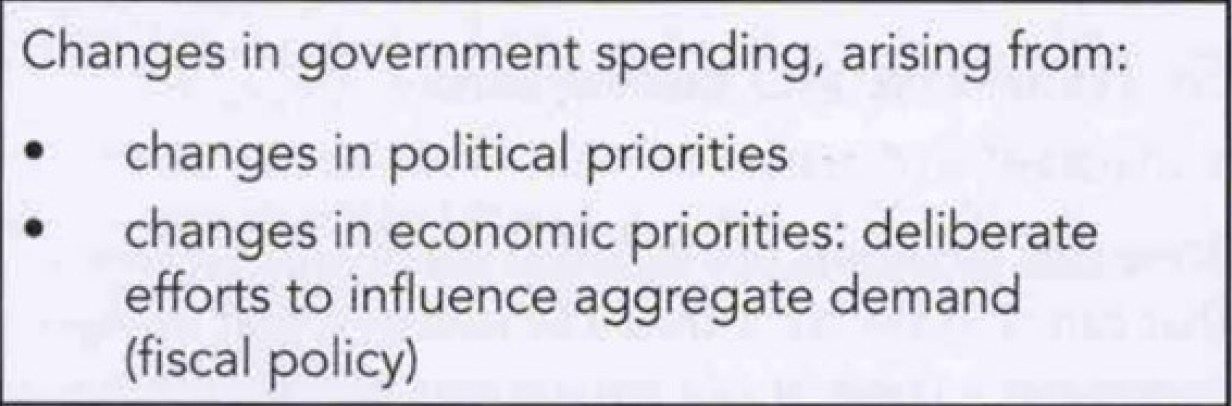 Changes in government spending, arising from:
• changes in political priorities
• changes in economic priorities: deliberate
efforts to influence aggregate demand
(fiscal policy)